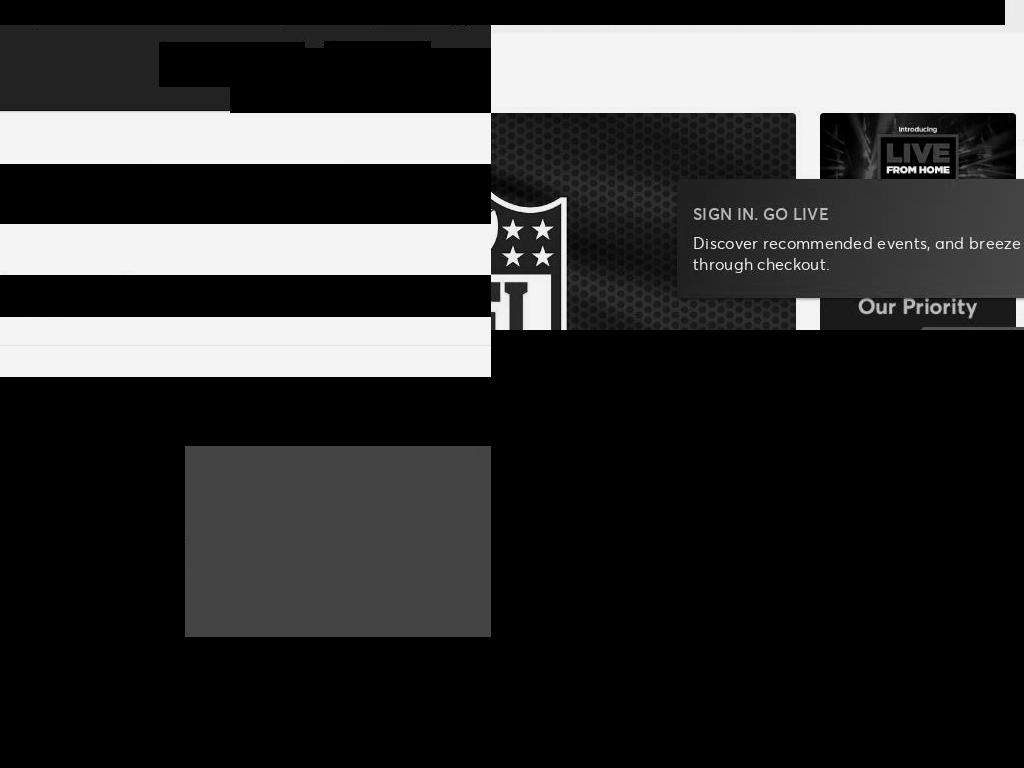 Introducing
LIVE
FROM HOME
SIGN IN. GO LIVE
Discover recommended events, and breeze
through checkout.
Our Priority